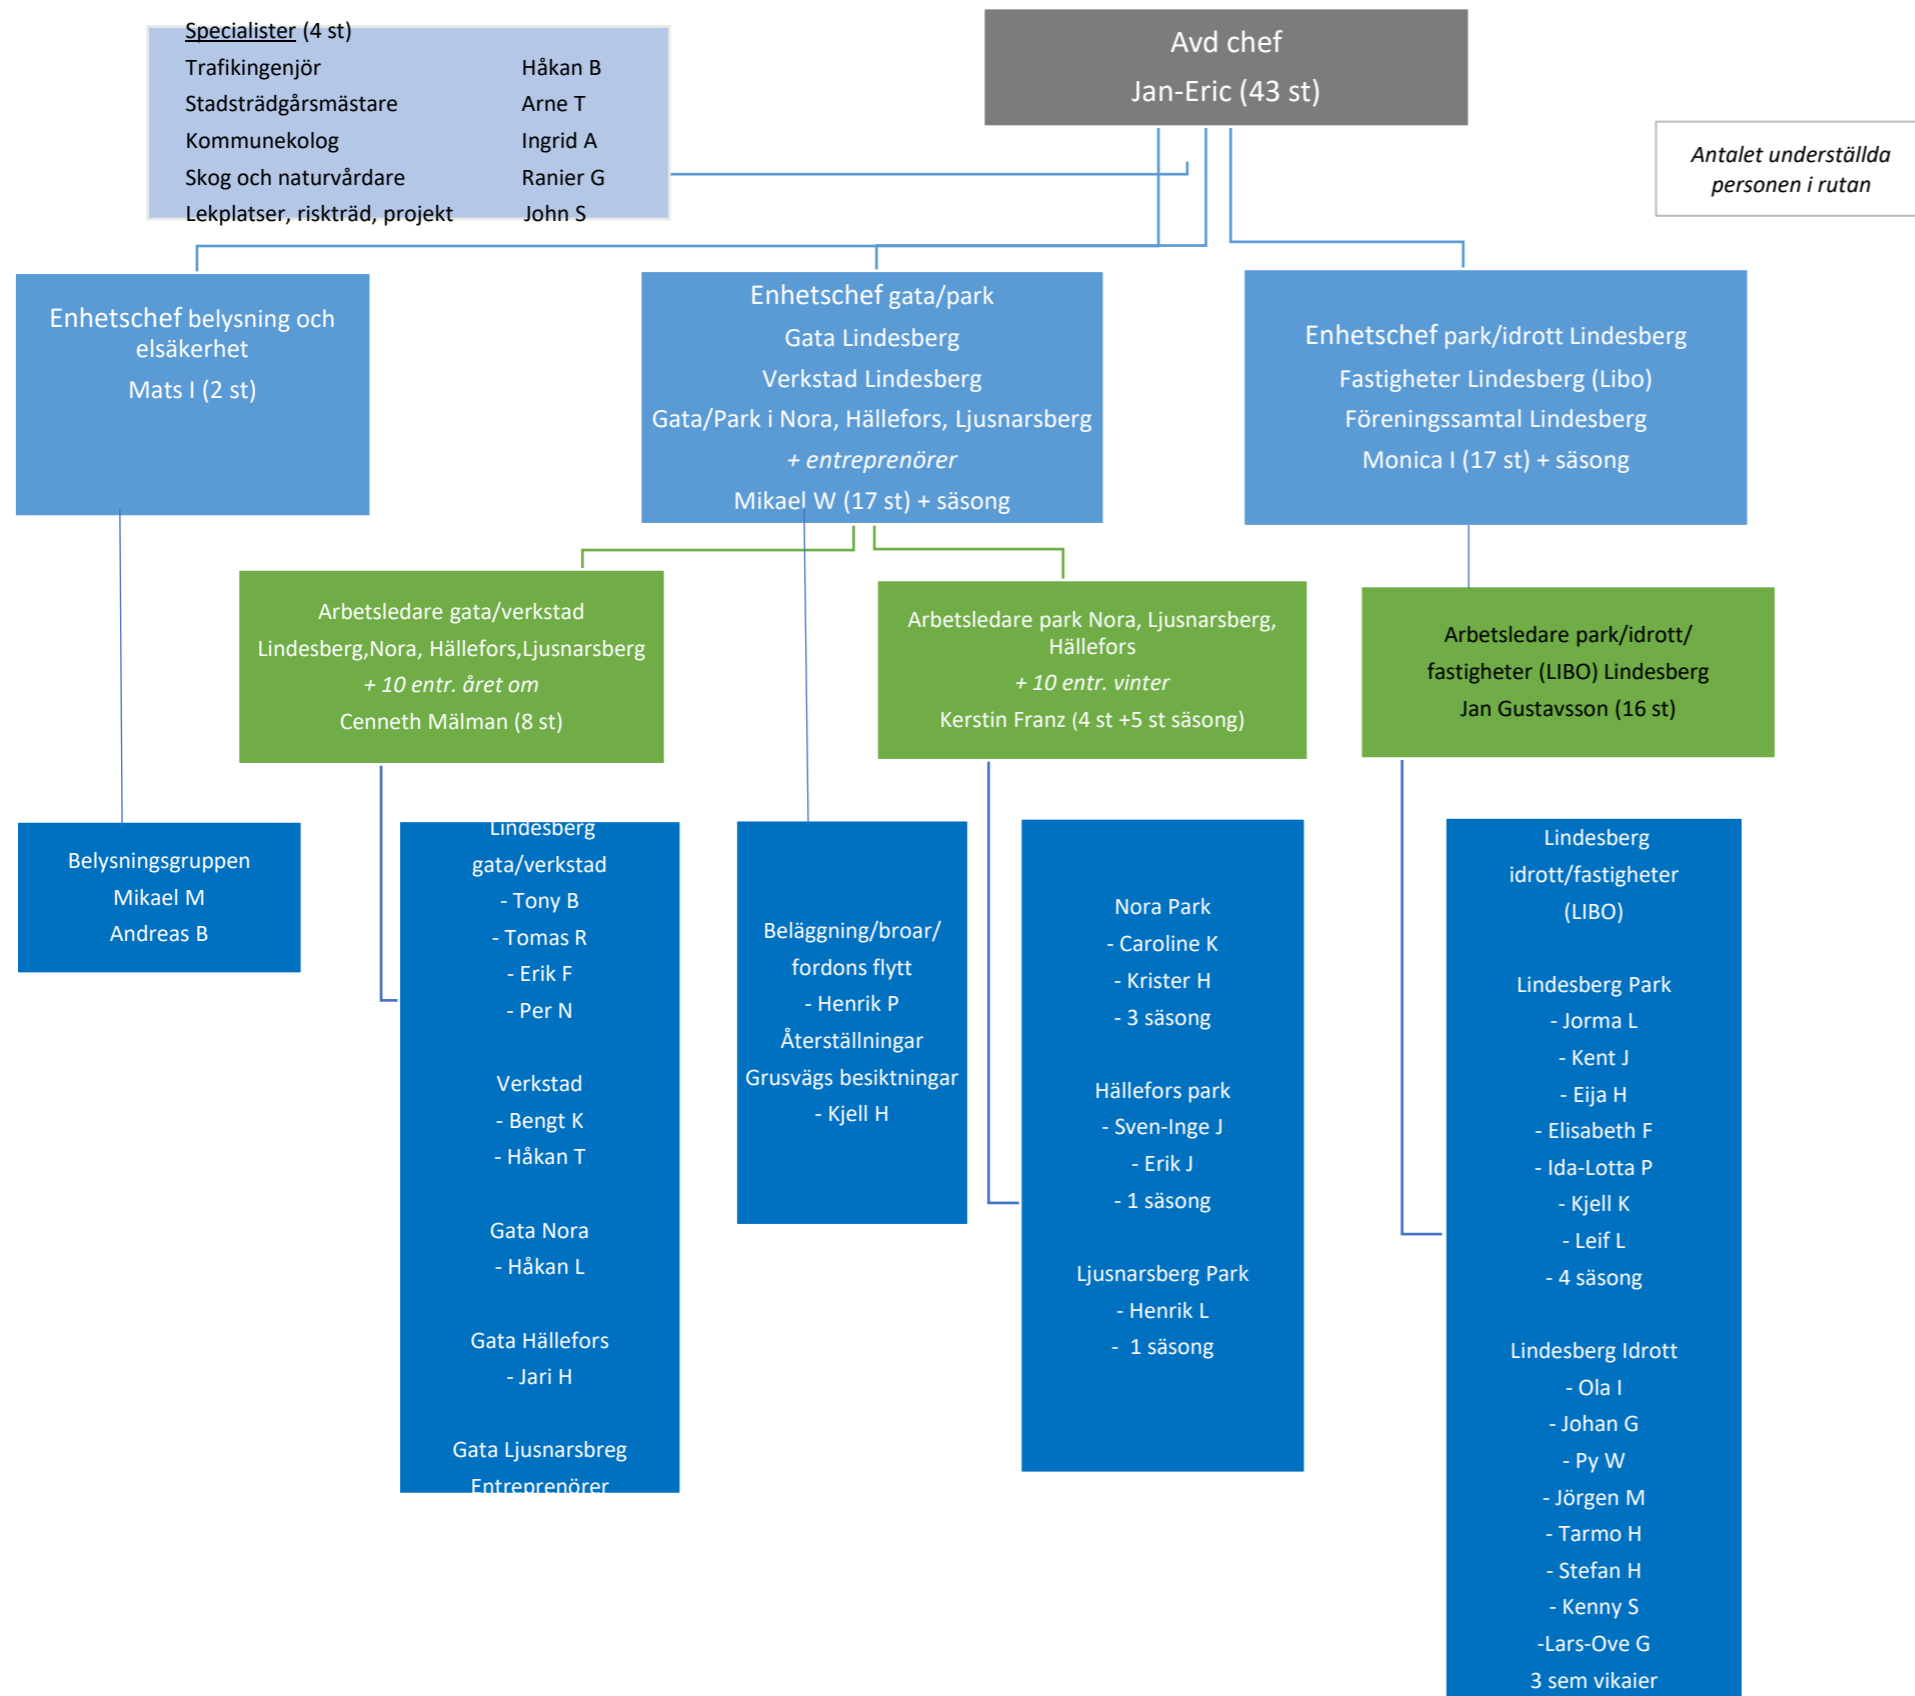 Specialister (4 st)
Trafikingenjör Håkan B
Stadsträdgårsmästare Arne T
Kommunekolog Ingrid A
Skog och naturvårdare Ranier G
Lekplatser, riskträd, projekt John S
Avd chef
Jan-Eric (43 st)
Antalet underställda
personen i rutan
Enhetschef belysning och
elsäkerhet
Mats I (2 st)
Enhetschef gata/park
Gata Lindesberg
Verkstad Lindesberg
Gata/Park i Nora, Hällefors, Ljusnarsberg
+ entreprenörer
Mikael W (17 st) + säsong
Enhetschef park/idrott Lindesberg
Fastigheter Lindesberg (Libo)
Föreningssamtal Lindesberg
Monica I (17 st) + säsong
Arbetsledare gata/verkstad
Lindesberg,Nora, Hällefors,Ljusnarsberg
+ 10 entr. året om
Cenneth Mälman (8 st)
Arbetsledare park Nora, Ljusnarsberg,
Hällefors
+ 10 entr. vinter
Kerstin Franz (4 st +5 st säsong)
Arbetsledare park/idrott/
fastigheter (LIBO) Lindesberg
Jan Gustavsson (16 st)
Belysningsgruppen
Mikael M
Andreas B
Lindesberg
gata/verkstad
- Tony B
- Tomas R
- Erik F
- Per N
Verkstad
- Bengt K
- Håkan T
Gata Nora
- Håkan L
Gata Hällefors
- Jari H
Gata Ljusnarsbreg
Entreprenörer
Beläggning/broar/
fordons flytt
- Henrik P
Återställningar
Grusvägs besiktningar
- Kjell H
Nora Park
- Caroline K
- Krister H
- 3 säsong
Hällefors park
- Sven-Inge J
- Erik J
- 1 säsong
Ljusnarsberg Park
- Henrik L
- 1 säsong
Lindesberg
idrott/fastigheter
(LIBO)
Lindesberg Park
- Jorma L
- Kent J
- Eija H
- Elisabeth F
- Ida-Lotta P
- Kjell K
- Leif L
- 4 säsong
Lindesberg Idrott
- Ola I
- Johan G
- Py W
- Jörgen M
- Tarmo H
- Stefan H
- Kenny S
-Lars-Ove G
3 sem vikaier